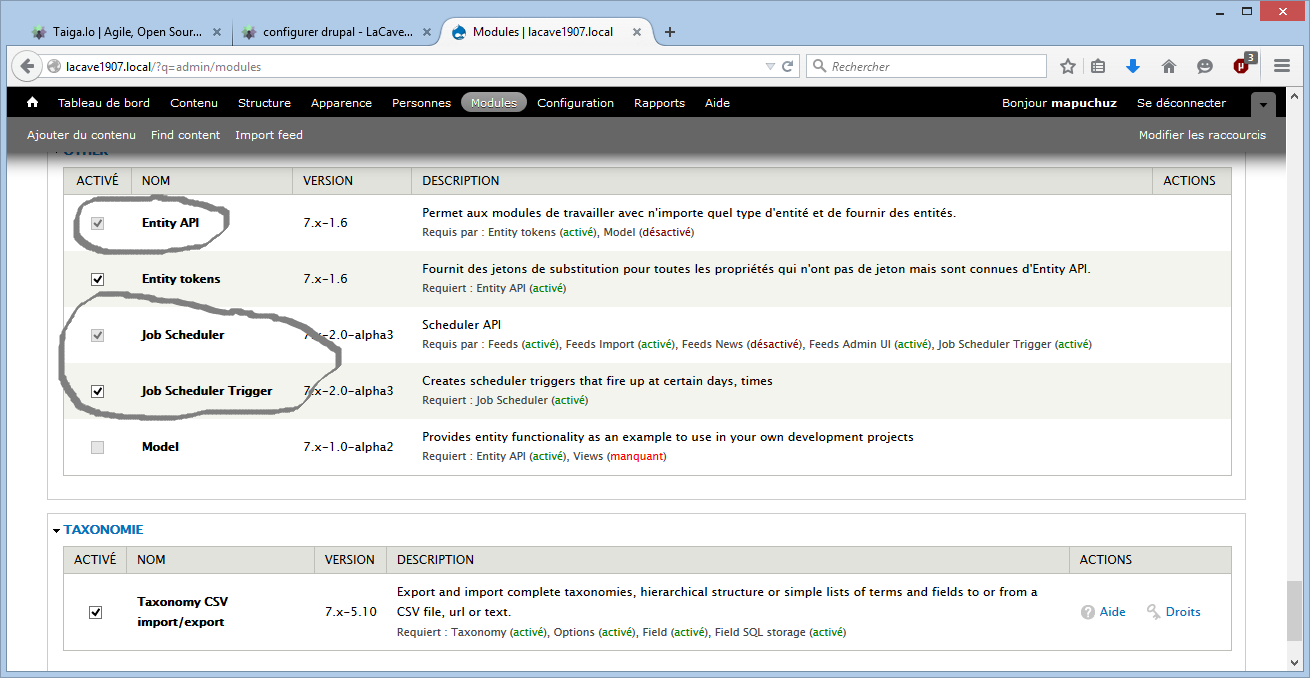 Taiga.Io | Agile, Open Sour...
configurer drupal - LaCave...
Modules | lacave1907.local
lacave1907.local/?q=admin/modules
Rechercher
3
Tableau de bord Contenu Structure Apparence Personnes Modules Configuration Rapports Aide
Bonjour mapuchuz Se déconnecter
Ajouter du contenu Find content Import feed
Modifier les raccourcis
OTHER
ACTIVÉ NOM VERSION DESCRIPTION ACTIONS
Entity API 7.x-1.6 Permet aux modules de travailler avec n'importe quel type d'entité et de fournir des entités.
Requis par : Entity tokens (activé), Model (désactivé)
Entity tokens 7.x-1.6 Fournit des jetons de substitution pour toutes les propriétés qui n'ont pas de jeton mais sont connues d'Entity API.
Requiert : Entity API (activé)
Job Scheduler 7.x-2.0-alpha3 Scheduler API
Requis par : Feeds (activé), Feeds Import (activé), Feeds News (désactivé), Feeds Admin UI (activé), Job Scheduler Trigger (activé)
Job Scheduler Trigger 7.x-2.0-alpha3 Creates scheduler triggers that fire up at certain days, times
Requiert : Job Scheduler (activé)
Model 7.x-1.0-alpha2 Provides entity functionality as an example to use in your own development projects
Requiert : Entity API (activé), Views (manquant)
TAXONOMIE
ACTIVÉ NOM VERSION DESCRIPTION ACTIONS
Taxonomy CSV import/export 7.x-5.10 Export and import complete taxonomies, hierarchical structure or simple lists of terms and fields to or from a
CSV file, url or text.
Requiert : Taxonomy (activé), Options (activé), Field (activé), Field SQL storage (activé)
Aide Droits